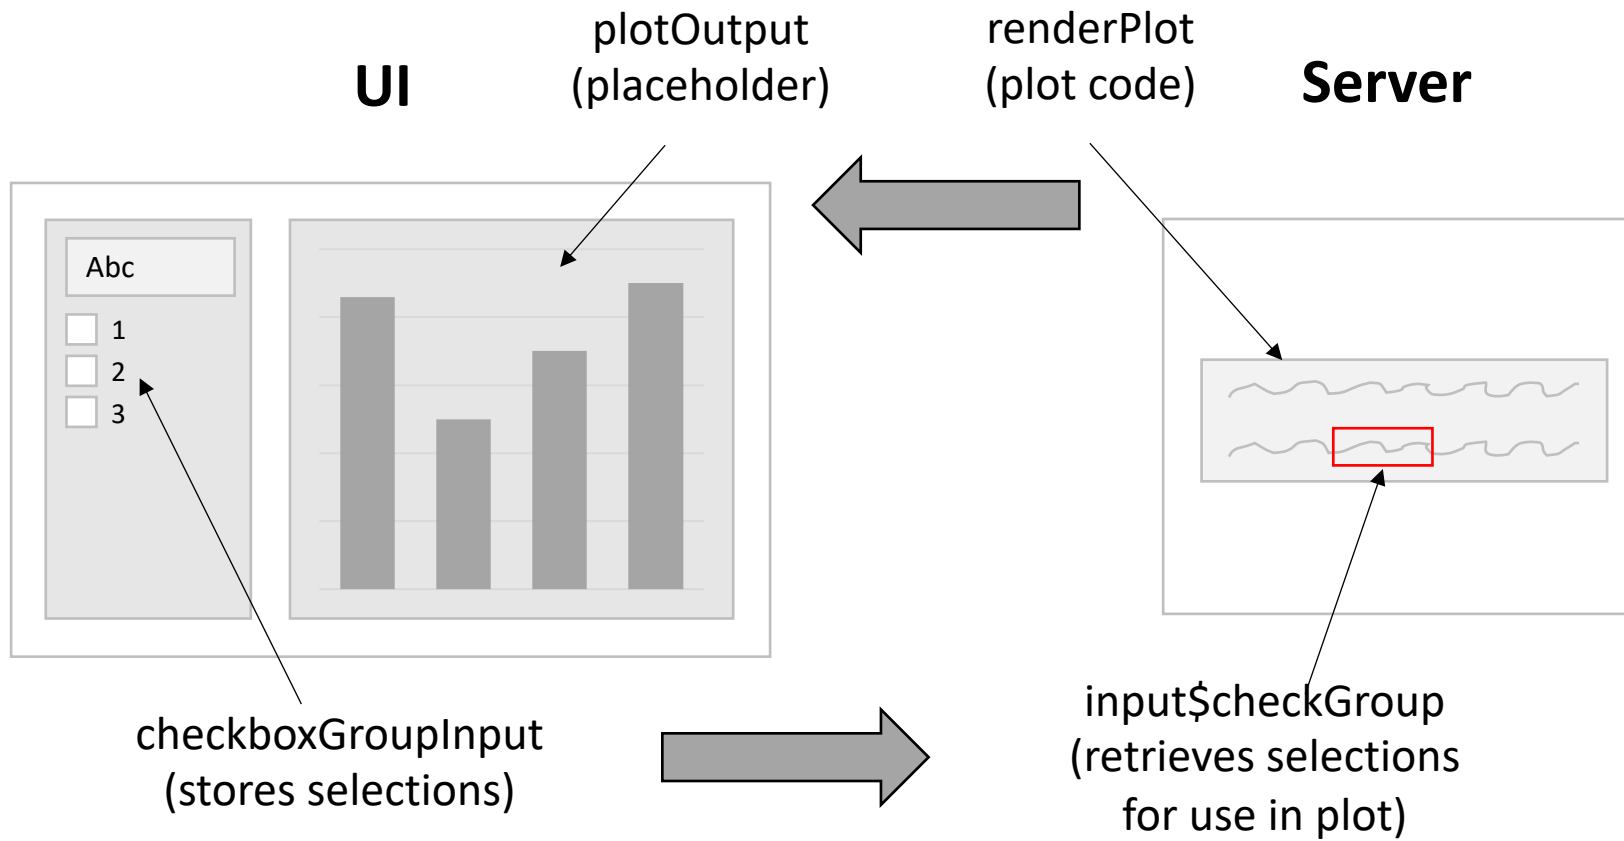 UI
plotOutput
(placeholder)
renderPlot
(plot code)
Server
Abc
1
2
3
checkboxGroupInput
(stores selections)
input$checkGroup
(retrieves selections
for use in plot)